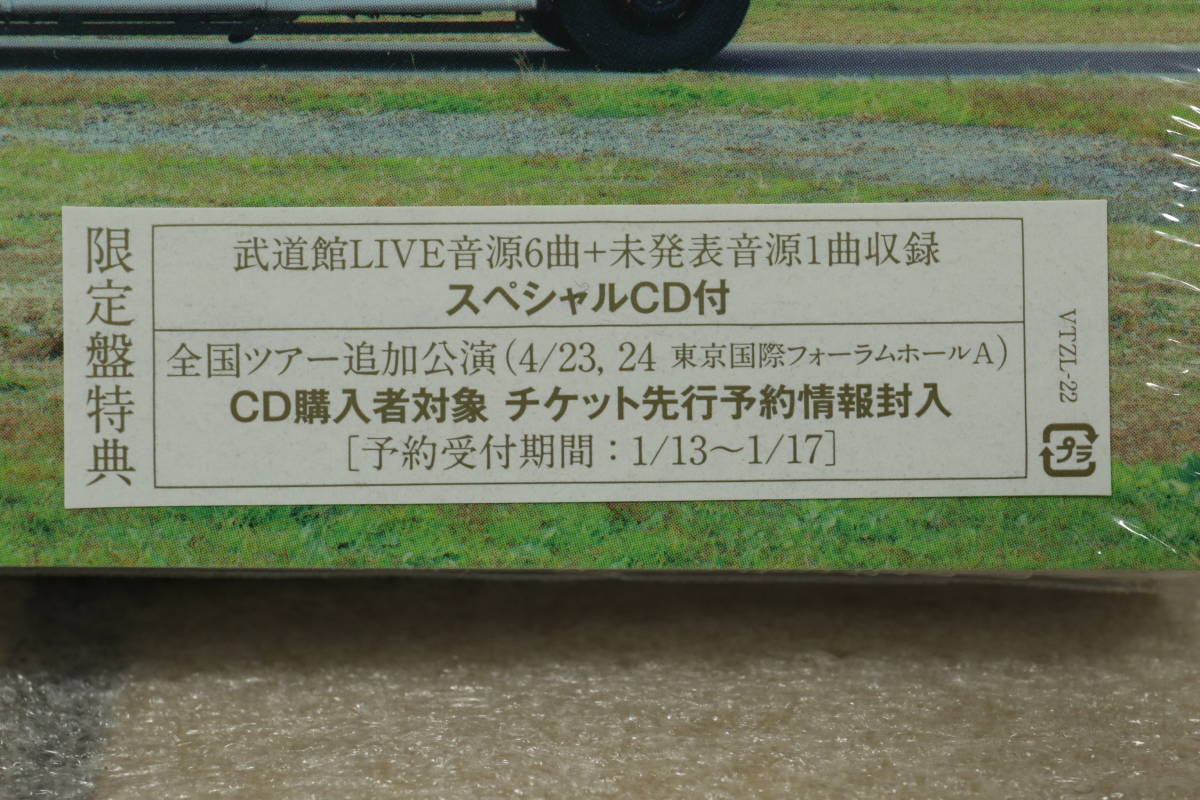 限定盤特典
武道館LIVE音源6曲+未発表音源1曲収録
スペシャルCD付
全国ツアー追加公演(4/23, 24 東京国際フォーラムホールA)
CD購入者対象 チケット先行予約情報封入
[予約受付期間：1/13〜1/17]
VTZL-22
プラ